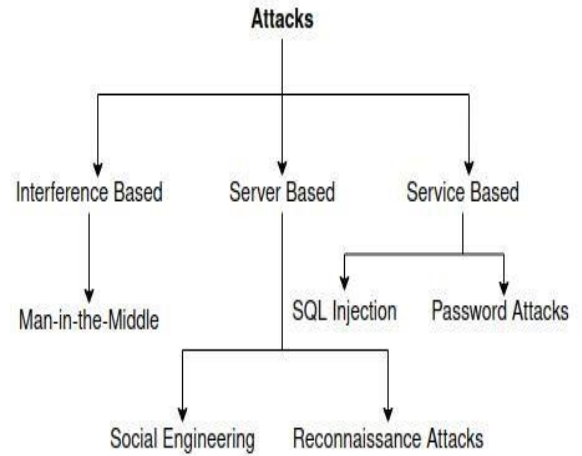 Attacks
Interference Based
Server Based
Service Based
Man-in-the-Middle
SQL Injection
Password Attacks
Social Engineering
Reconnaissance Attacks